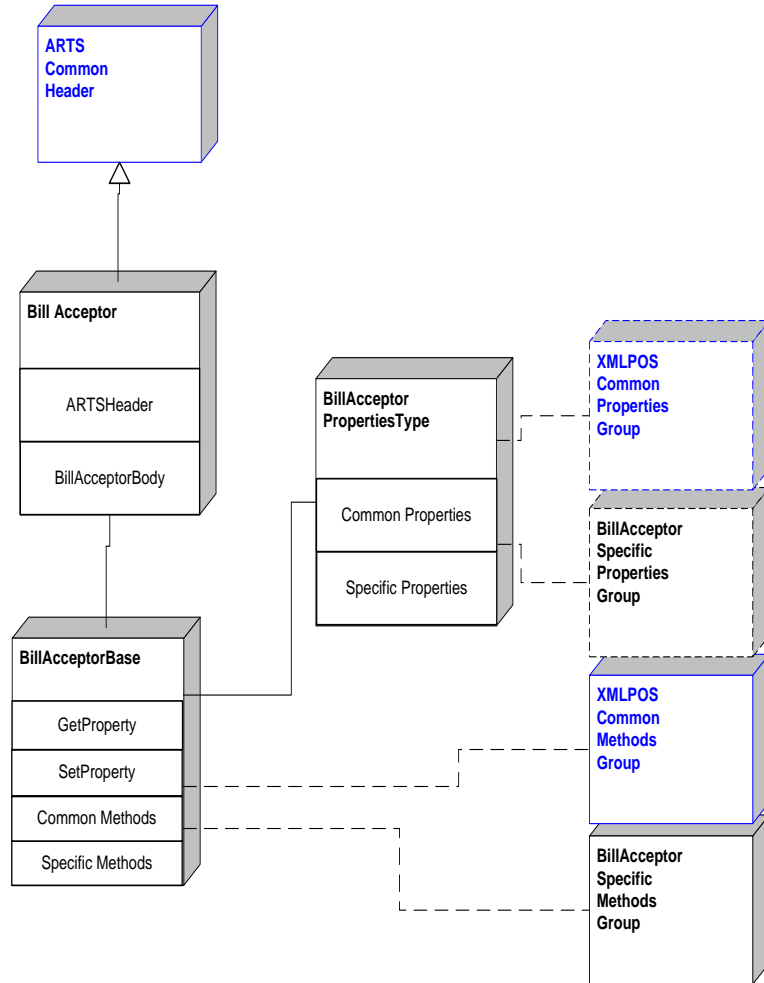 ARTS
Common
Header
Bill Acceptor
ARTSHeader
BillAcceptorBody
BillAcceptor
PropertiesType
Common Properties
Specific Properties
XMLPOS
Common
Properties
Group
BillAcceptor
Specific
Properties
Group
BillAcceptorBase
GetProperty
SetProperty
Common Methods
Specific Methods
XMLPOS
Common
Methods
Group
BillAcceptor
Specific
Methods
Group